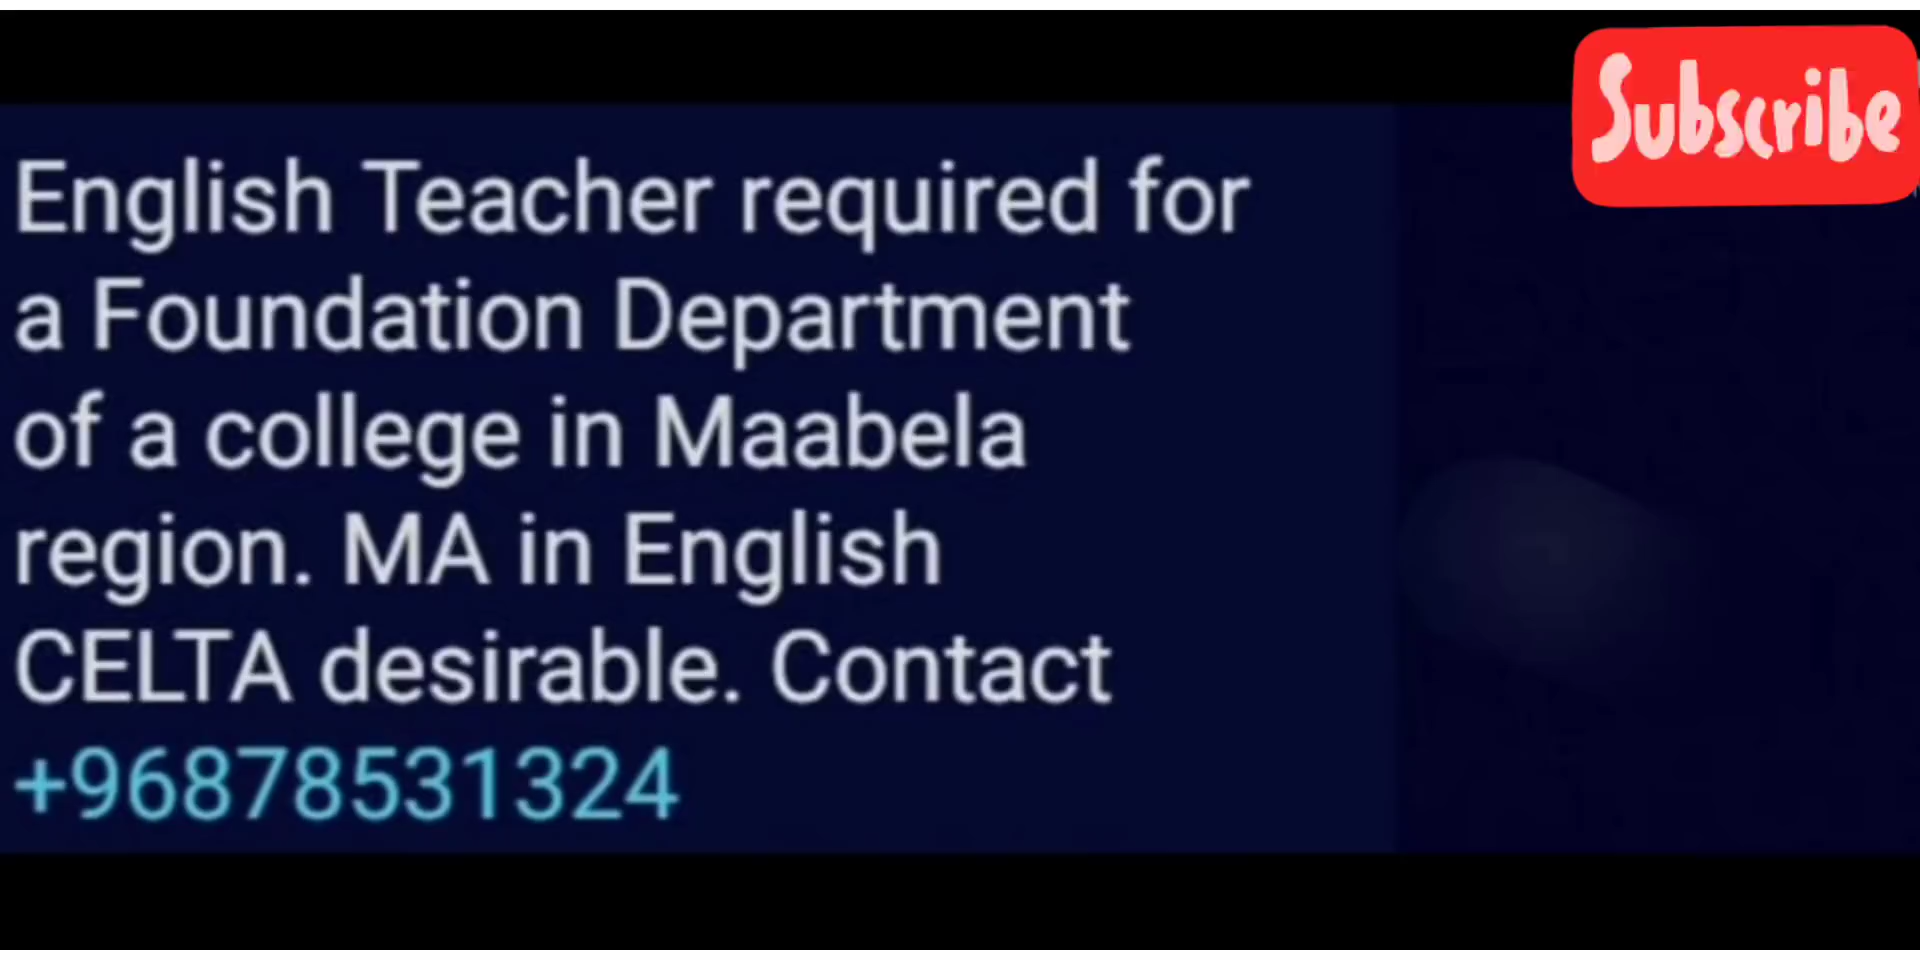 Subscribe
English Teacher required for
a Foundation Department
of a college in Maabela
region. MA in English
CELTA desirable. Contact
+96878531324